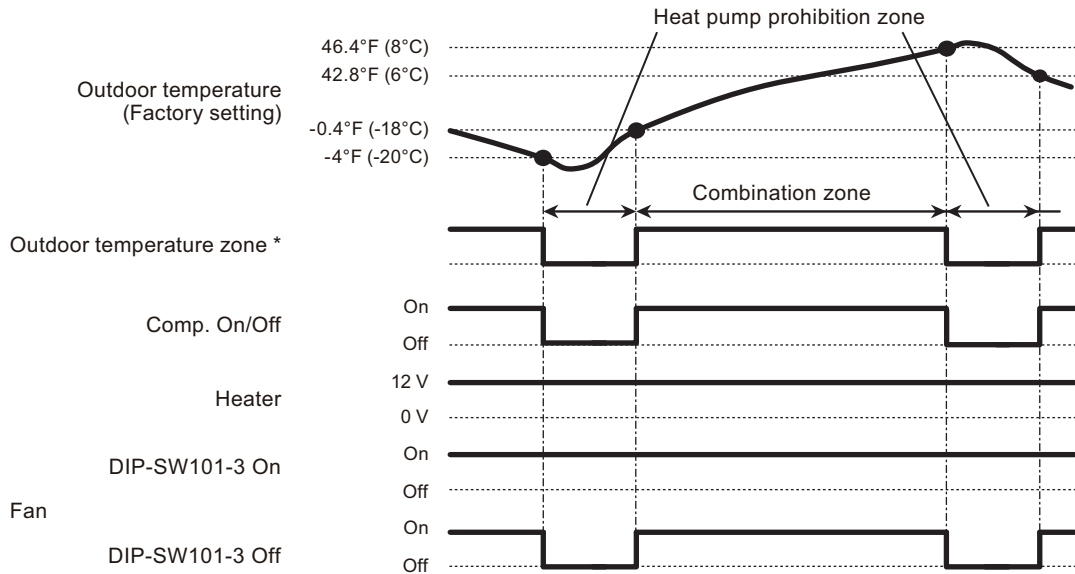 Heat pump prohibition zone
46.4°F (8°C)
42.8°F (6°C)
Outdoor temperature
(Factory setting)
-0.4°F (-18°C)
-4°F (-20°C)
Combination zone
Outdoor temperature zone *
On
Comp. On/Off
Off
12 V
Heater
0 V
On
DIP-SW101-3 On
Off
Fan
On
DIP-SW101-3 Off
Off